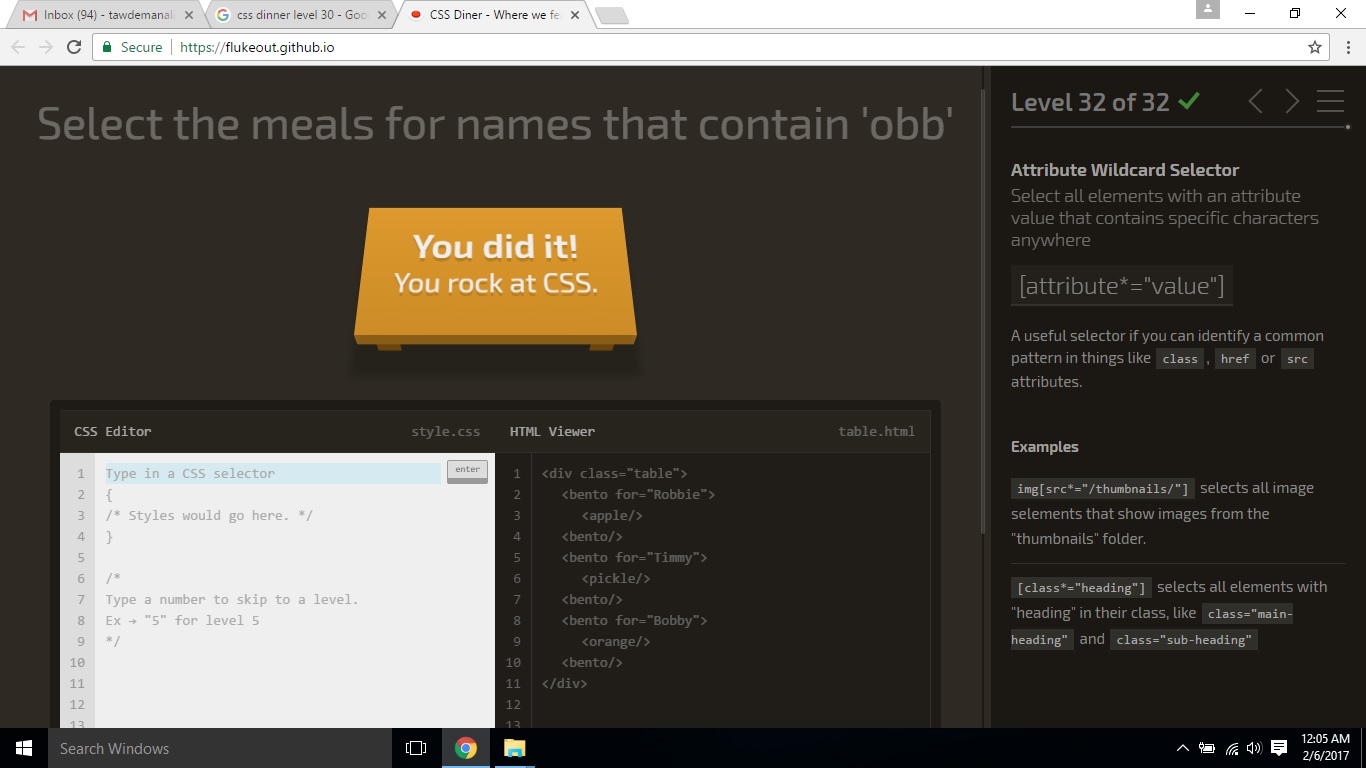 Inbox (94) - tawdemanali
css dinner level 30 - Goo
CSS Diner - Where we fe
Secure
https://flukeout.github.io
Select the meals for names that contain 'obb'
You did it!
You rock at CSS.
CSS Editor
style.css
1 Type in a CSS selector
enter
2 {
3 /* Styles would go here. */
4 }
5
6 /*
7 Type a number to skip to a level.
8 Ex → "5" for level 5
9 */
10
11
12
13
HTML Viewer
table.html
1 <div class="table">
2 <bento for="Robbie">
3 <apple/>
4 <bento/>
5 <bento for="Timmy">
6 <pickle/>
7 <bento/>
8 <bento for="Bobby">
9 <orange/>
10 <bento/>
11 </div>
12
13
Level 32 of 32
Attribute Wildcard Selector
Select all elements with an attribute
value that contains specific characters
anywhere
[attribute*="value"]
A useful selector if you can identify a common
pattern in things like class , href or src
attributes.
Examples
img[src*="/thumbnails/"] selects all image
selements that show images from the
"thumbnails" folder.
[class*="heading"] selects all elements with
"heading" in their class, like class="main-
heading" and class="sub-heading"
Search Windows
12:05 AM
2/6/2017